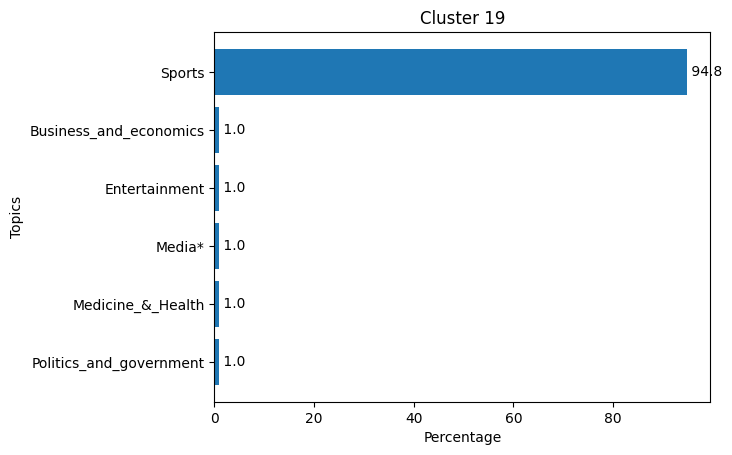 Cluster 19
Topics
Sports
94.8
Business_and_economics
1.0
Entertainment
1.0
Media*
1.0
Medicine_&_Health
1.0
Politics_and_government
1.0
0 20 40 60 80
Percentage